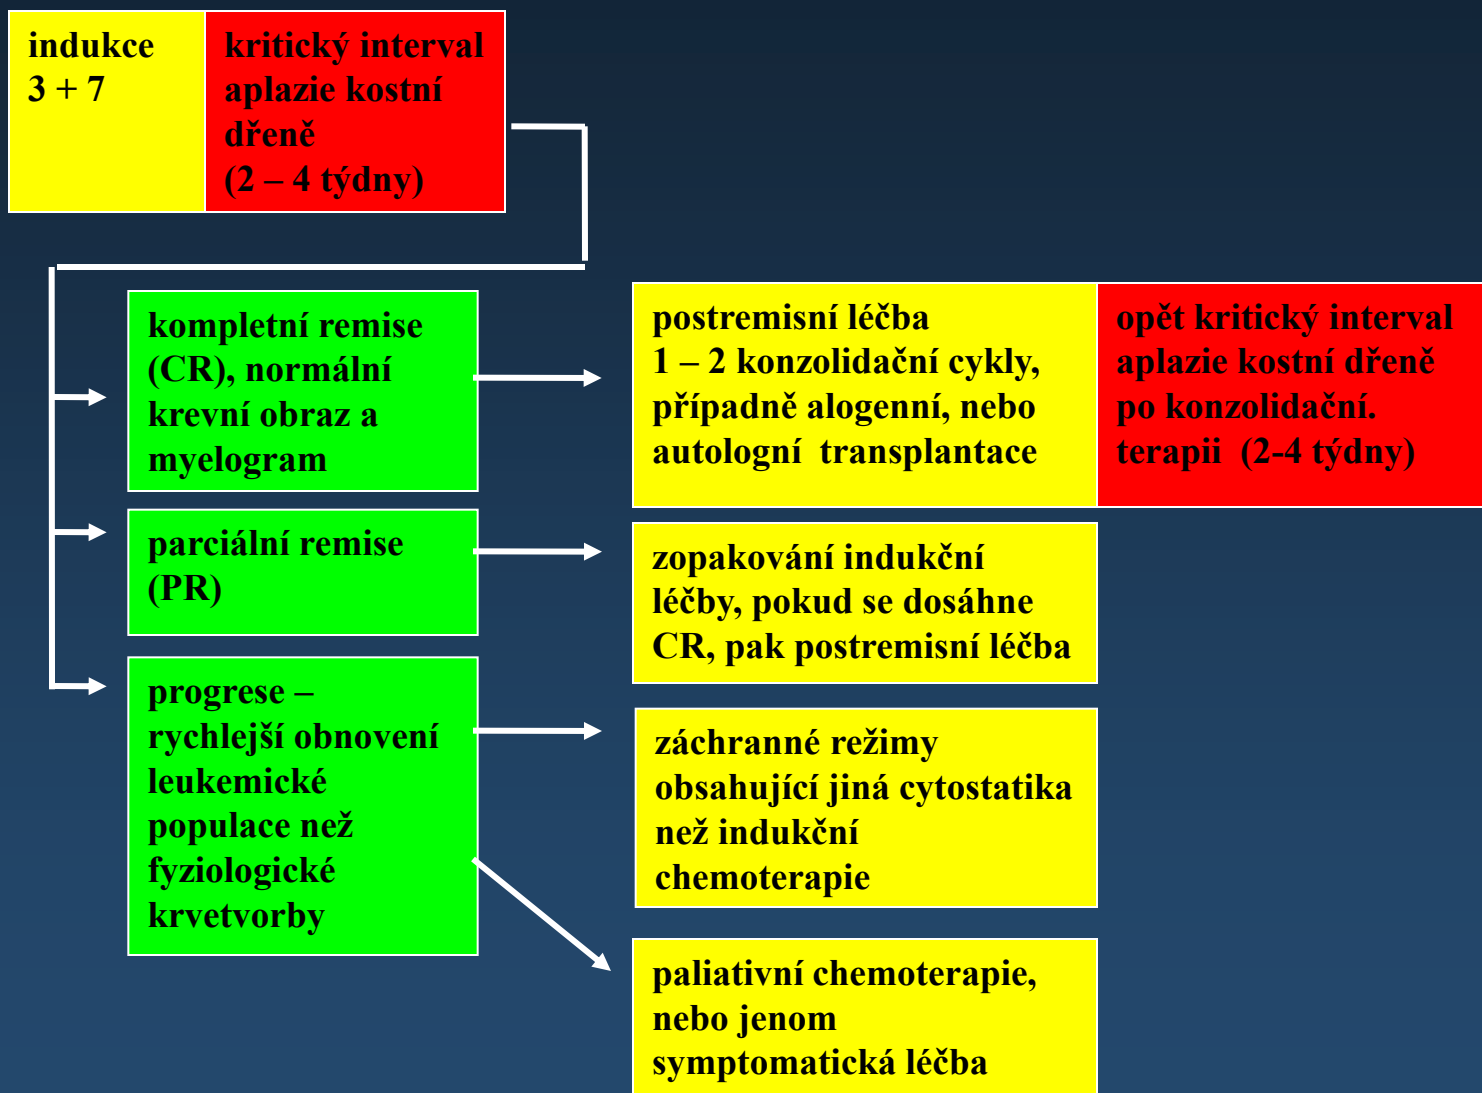 indukce
3 + 7
kritický interval
aplazie kostní
dřeně
(2 – 4 týdny)
kompletní remise
(CR), normální
krevní obraz a
myelogram
postremisní léčba
1 – 2 konzolidační cykly,
případně alogenní, nebo
autologní transplantace
opět kritický interval
aplazie kostní dřeně
po konzolidační.
terapii (2-4 týdny)
parciální remise
(PR)
zopakování indukční
léčby, pokud se dosáhne
CR, pak postremisní léčba
progrese –
rychlejší obnovení
leukemické
populace než
fyziologické
krvetvorby
záchranné režimy
obsahující jiná cytostatika
než indukční
chemoterapie
paliativní chemoterapie,
nebo jenom
symptomatická léčba